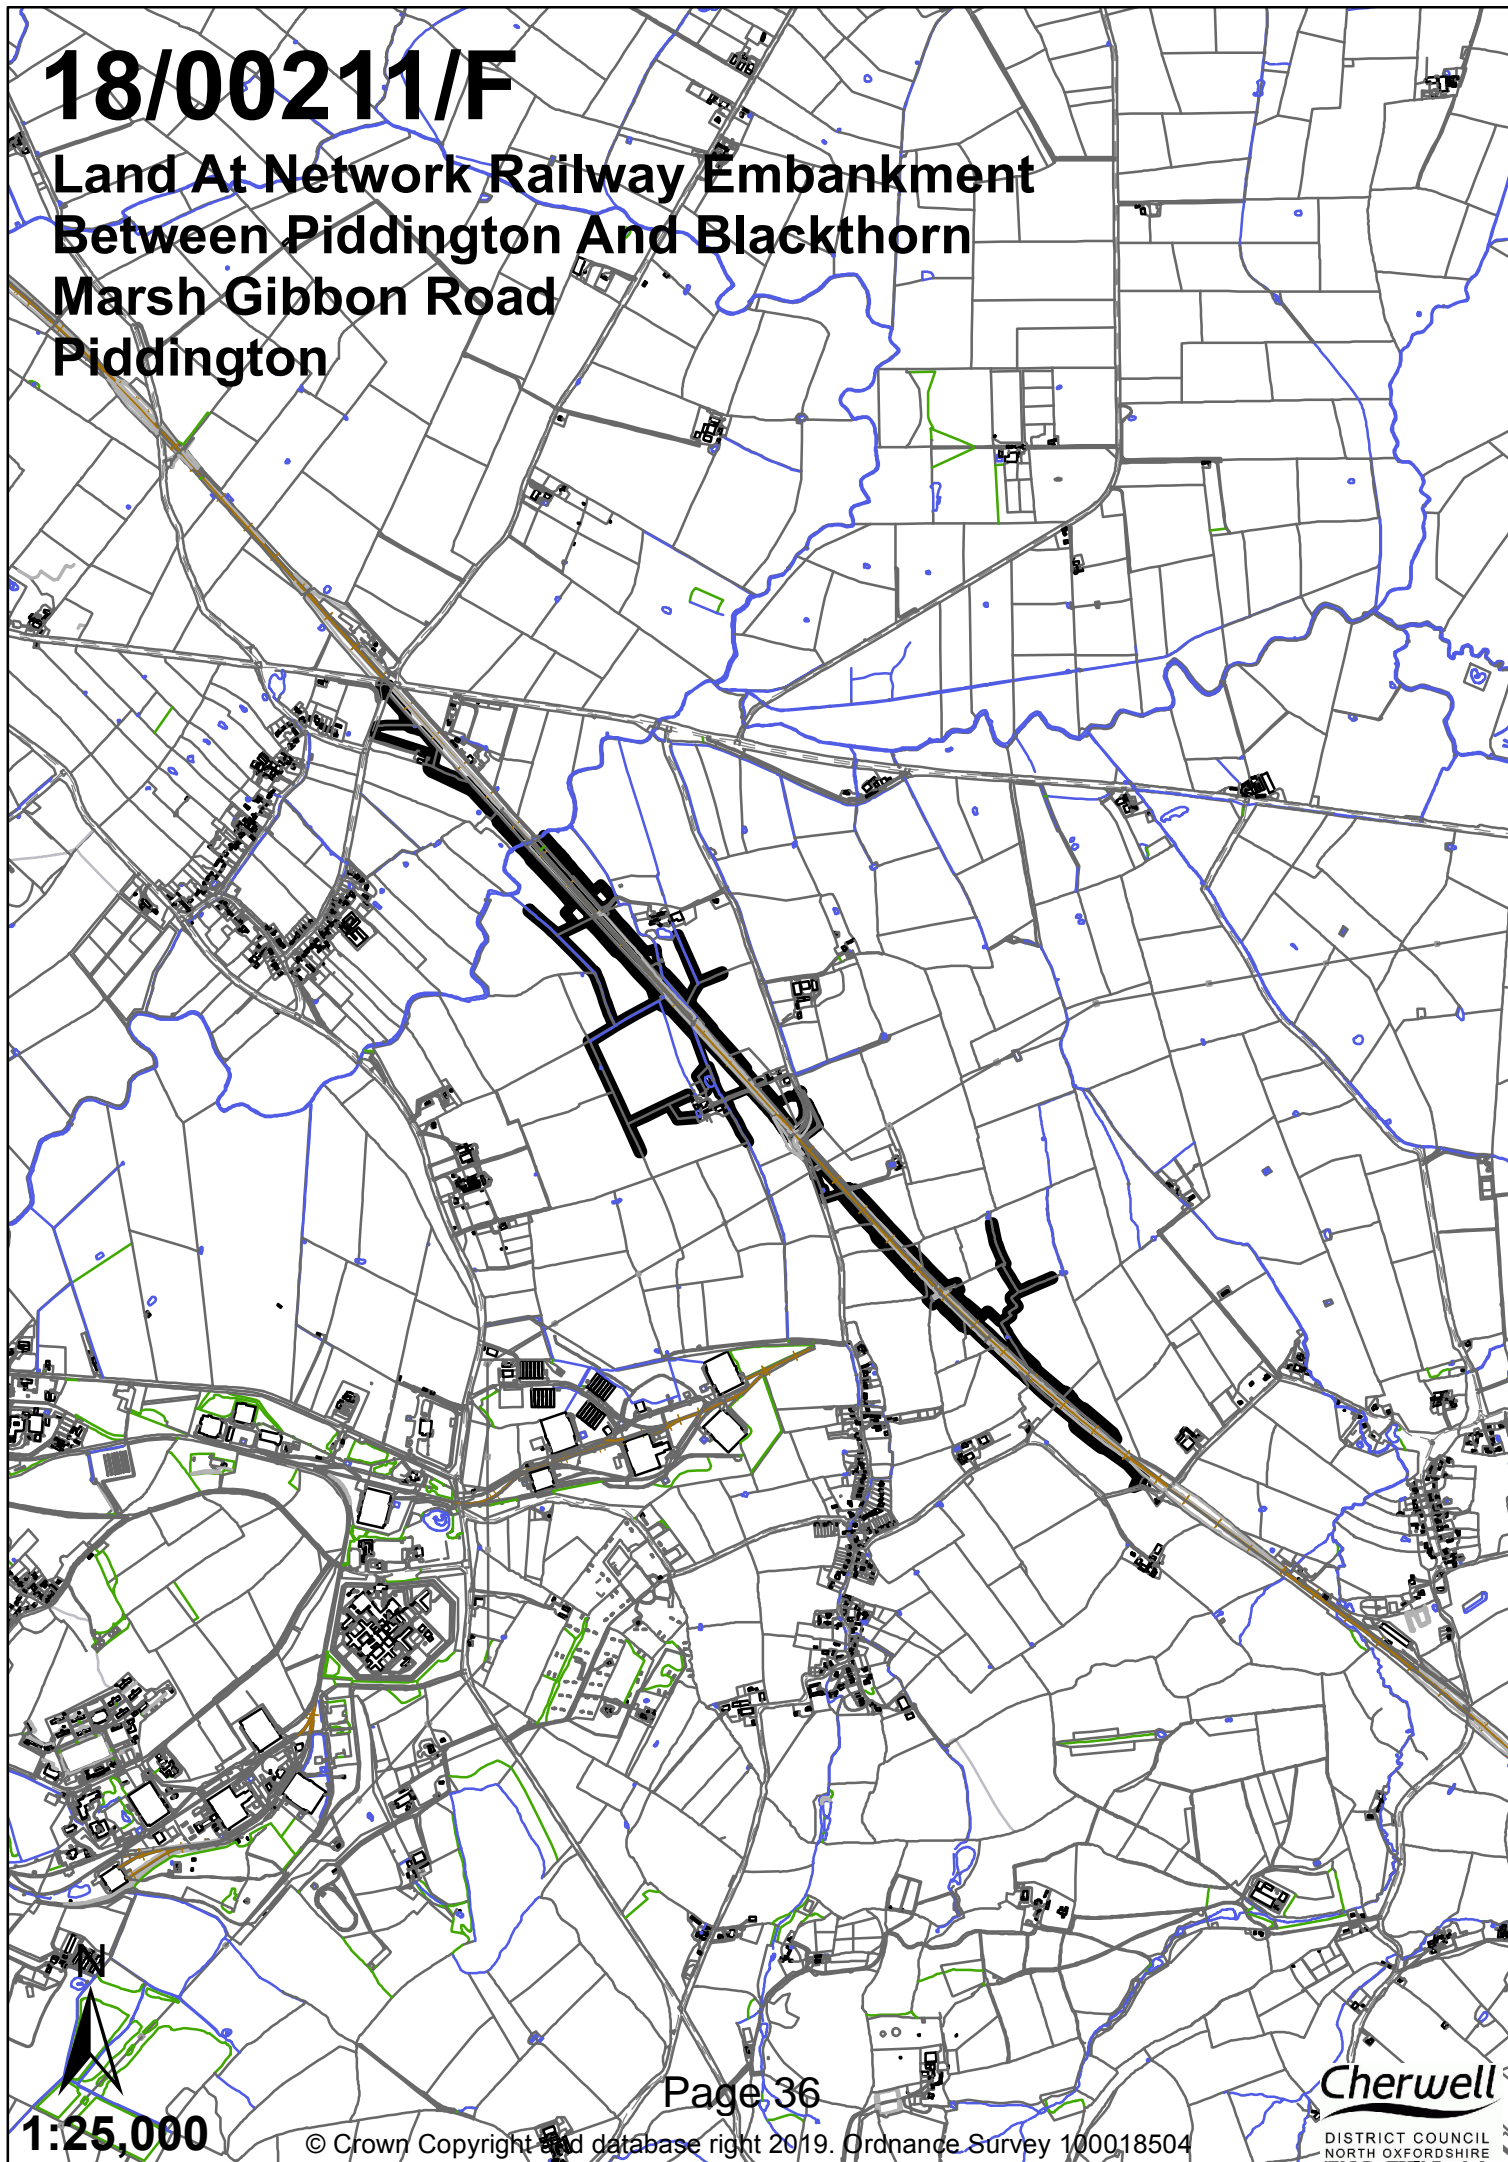 18/00211/F
Land At Network Railway Embankment
Between Piddington And Blackthorn
Marsh Gibbon Road
Piddington
N
1:25,000
Page 36
© Crown Copyright and database right 2019. Ordnance Survey 100018504
Cherwell
DISTRICT COUNCIL
NORTH OXFORDSHIRE